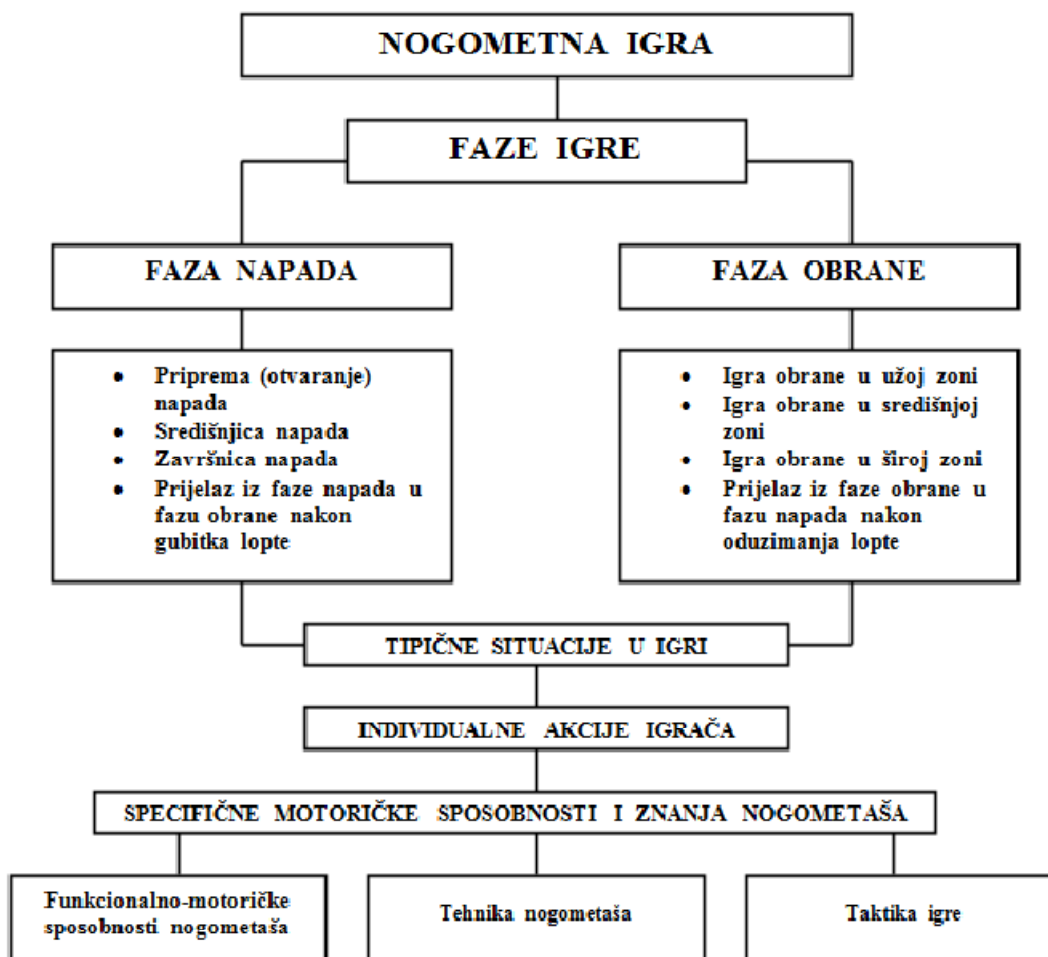 NOGOMETNA IGRA
FAZE IGRE
FAZA NAPADA
FAZA OBRANE
• Priprema (otvaranje)
napada
• Središnjica napada
• Završnica napada
• Prijelaz iz faze napada u
fazu obrane nakon
gubitka lopte
• Igra obrane u užoj zoni
• Igra obrane u središnjoj
zoni
• Igra obrane u široj zoni
• Prijelaz iz faze obrane u
fazu napada nakon
oduzimanja lopte
TIPIČNE SITUACIJE U IGRI
INDIVIDUALNE AKCIJE IGRAČA
SPECIFIČNE MOTORIČKE SPOSOBNOSTI I ZNANJA NOGOMETAŠA
Funkcionalno-motoričke
sposobnosti nogometaša
Tehnika nogometaša
Taktika igre